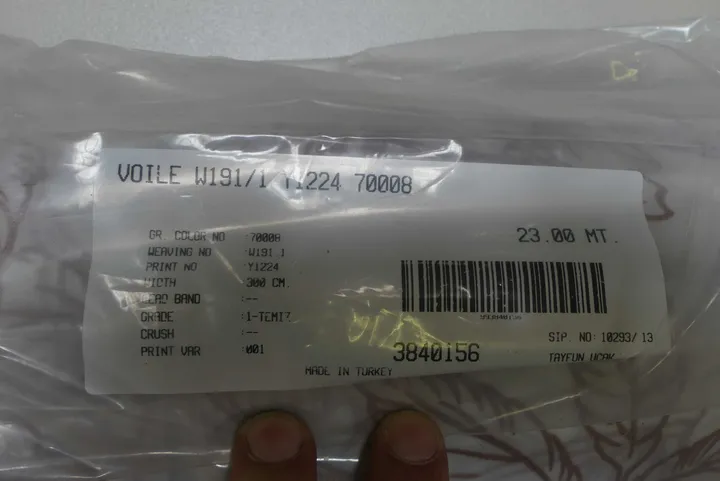 VOILE W191/1 Y1224 70008
23.00 MT.
GR. COLOR NO :70008
WEAVING NO :W191 1
PRINT NO :Y1224
WIDTH :300 CM.
LEAD BAND :--
GRADE :1-TEMIZ
CRUSH :--
PRINT VAR :001
3840156
SIP. NO: 10293/ 13
TAYFUN UCAK
MADE IN TURKEY